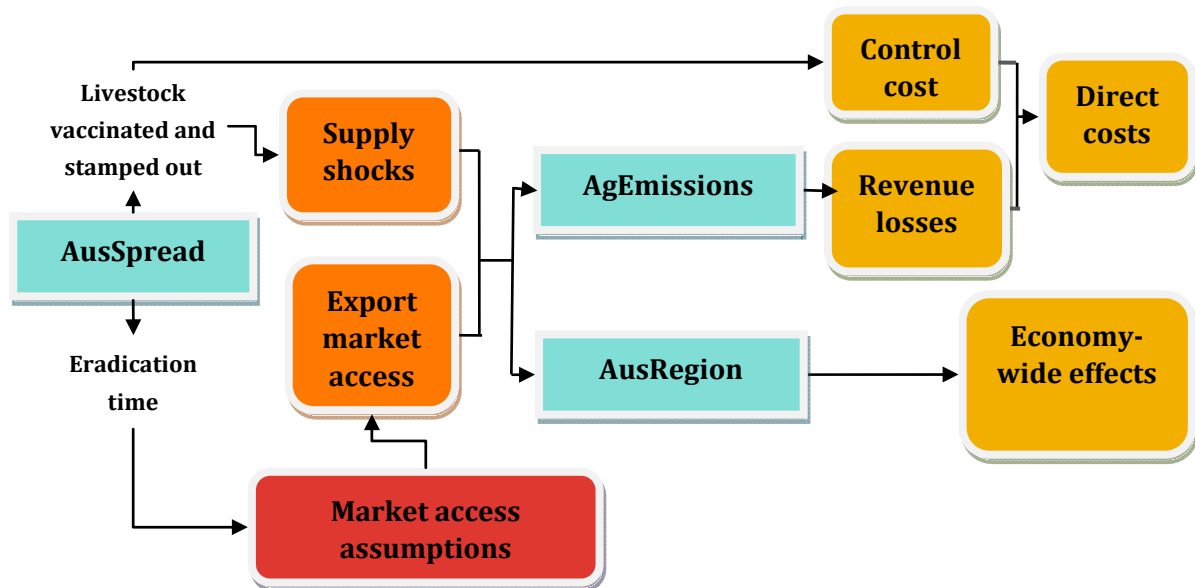 Livestock
vaccinated and
stamped out
AusSpread
Eradication
time
Supply
shocks
Export
market
access
Market access
assumptions
AgEmissions
AusRegion
Control
cost
Revenue
losses
Direct
costs
Economy-
wide effects